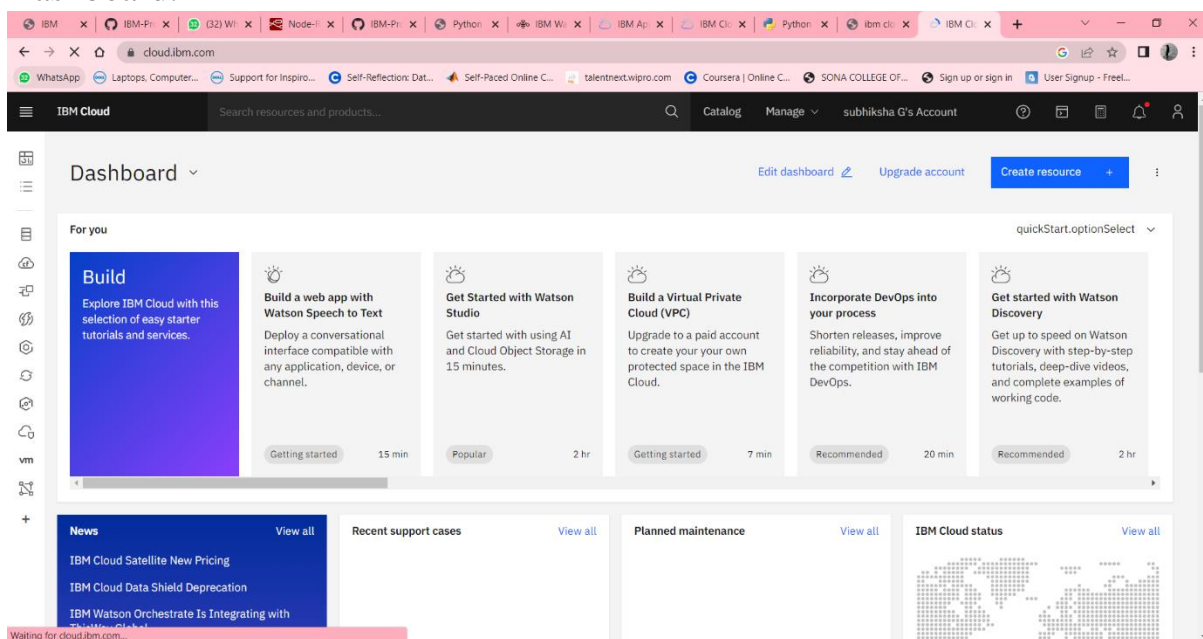 IBM
IBM-Pr
(32) Wh
Node-R
IBM-Pr
Python
IBM Wa
IBM Ap
IBM Clo
Python
ibm clo
IBM Clo
cloud.ibm.com
WhatsApp
Laptops, Computer...
Support for Inspiro...
Self-Reflection: Dat...
Self-Paced Online C...
talentnext.wipro.com
Coursera | Online C...
SONA COLLEGE OF...
Sign up or sign in
User Signup - Freel...
IBM Cloud
Search resources and products...
Catalog
Manage
subhiksha G's Account
Dashboard
Edit dashboard
Upgrade account
Create resource +
For you
quickStart.optionSelect
Build
Explore IBM Cloud with this
selection of easy starter
tutorials and services.
Build a web app with
Watson Speech to Text
Deploy a conversational
interface compatible with
any application, device, or
channel.
Getting started 15 min
Get Started with Watson
Studio
Get started with using AI
and Cloud Object Storage in
15 minutes.
Popular 2 hr
Build a Virtual Private
Cloud (VPC)
Upgrade to a paid account
to create your your own
protected space in the IBM
Cloud.
Getting started 7 min
Incorporate DevOps into
your process
Shorten releases, improve
reliability, and stay ahead of
the competition with IBM
DevOps.
Recommended 20 min
Get started with Watson
Discovery
Get up to speed on Watson
Discovery with step-by-step
tutorials, deep-dive videos,
and complete examples of
working code.
Recommended 2 hr
vm
News View all
IBM Cloud Satellite New Pricing
IBM Cloud Data Shield Deprecation
IBM Watson Orchestrate Is Integrating with
Recent support cases View all
Planned maintenance View all
IBM Cloud status View all
Waiting for cloud.ibm.com...